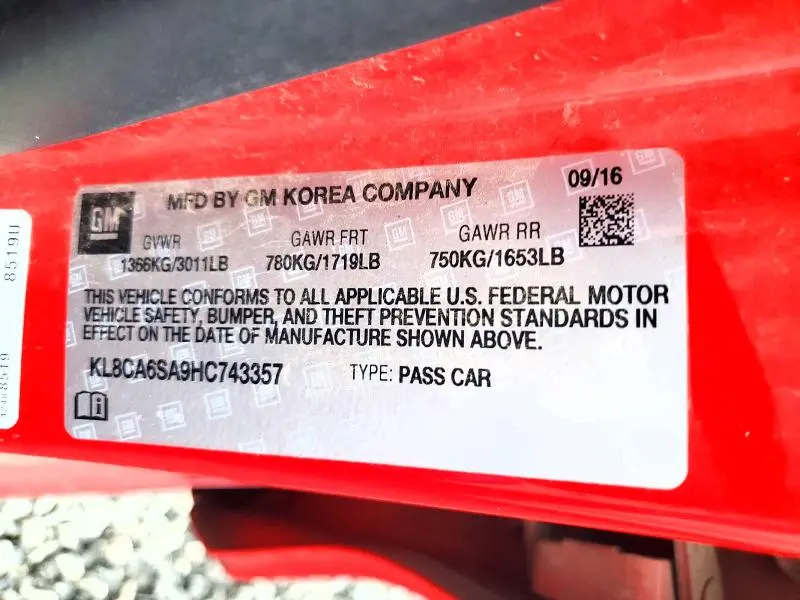 GM
MFD BY GM KOREA COMPANY
09/16
GVWR GAWR FRT GAWR RR
1366KG/3011LB 780KG/1719LB 750KG/1653LB
THIS VEHICLE CONFORMS TO ALL APPLICABLE U.S. FEDERAL MOTOR
VEHICLE SAFETY, BUMPER, AND THEFT PREVENTION STANDARDS IN
EFFECT ON THE DATE OF MANUFACTURE SHOWN ABOVE.
KL8CA6SA9HC743357 TYPE: PASS CAR